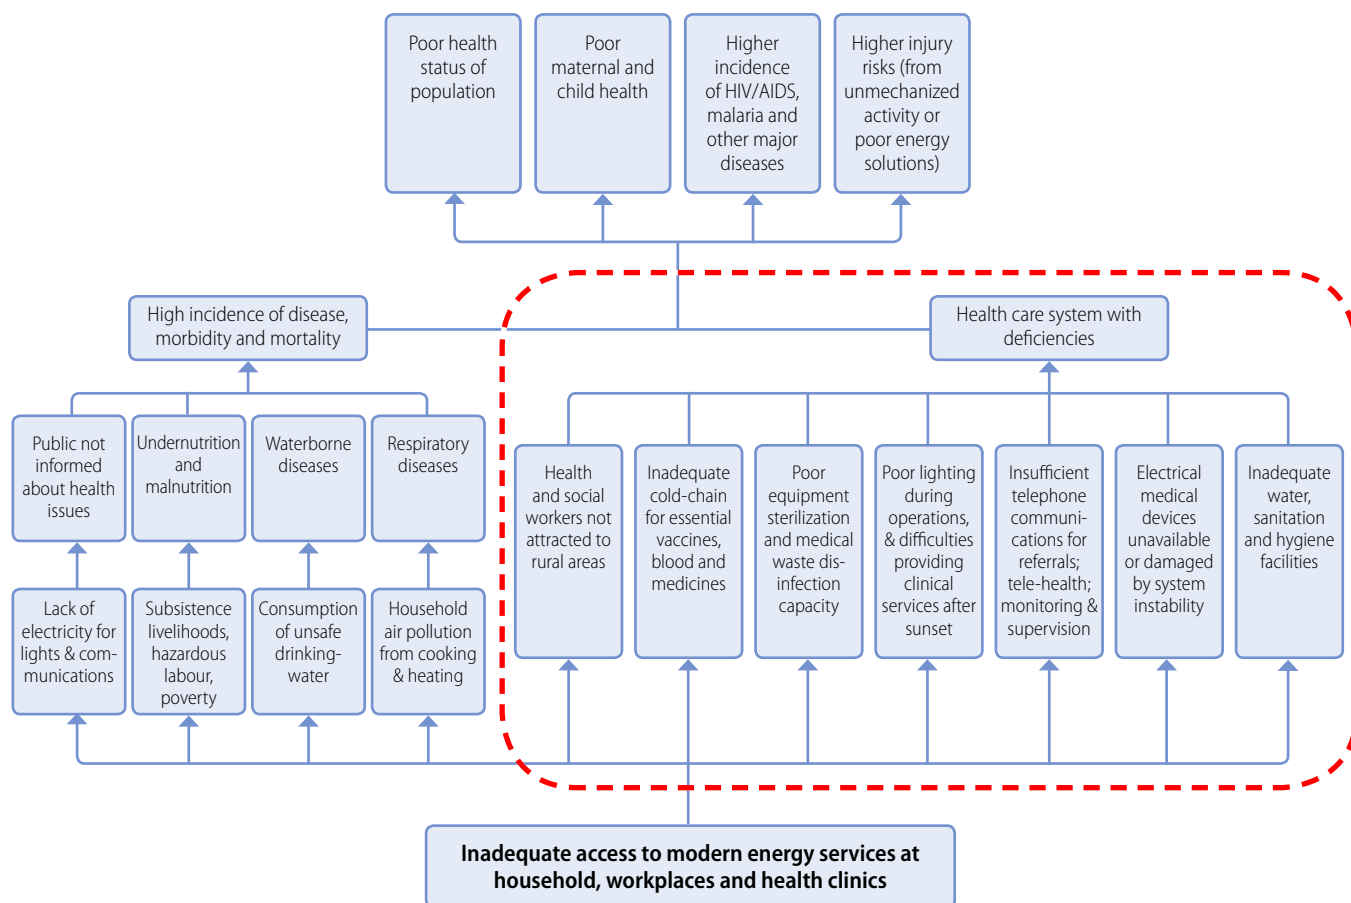 Poor health
status of
population
Poor
maternal and
child health
Higher
incidence
of HIV/AIDS,
malaria and
other major
diseases
Higher injury
risks (from
unmechanized
activity or
poor energy
solutions)
High incidence of disease,
morbidity and mortality
Health care system with
deficiencies
Public not
informed
about health
issues
Undernutrition
and
malnutrition
Waterborne
diseases
Respiratory
diseases
Health
and social
workers not
attracted to
rural areas
Inadequate
cold-chain
for essential
vaccines,
blood and
medicines
Poor
equipment
sterilization
and medical
waste dis-
infection
capacity
Poor lighting
during
operations,
& difficulties
providing
clinical
services after
sunset
Insufficient
telephone
communi-
cations for
referrals;
tele-health;
monitoring &
supervision
Electrical
medical
devices
unavailable
or damaged
by system
instability
Inadequate
water,
sanitation
and hygiene
facilities
Lack of
electricity for
lights & com-
munications
Subsistence
livelihoods,
hazardous
labour,
poverty
Consumption
of unsafe
drinking-
water
Household
air pollution
from cooking
& heating
Inadequate access to modern energy services at
household, workplaces and health clinics